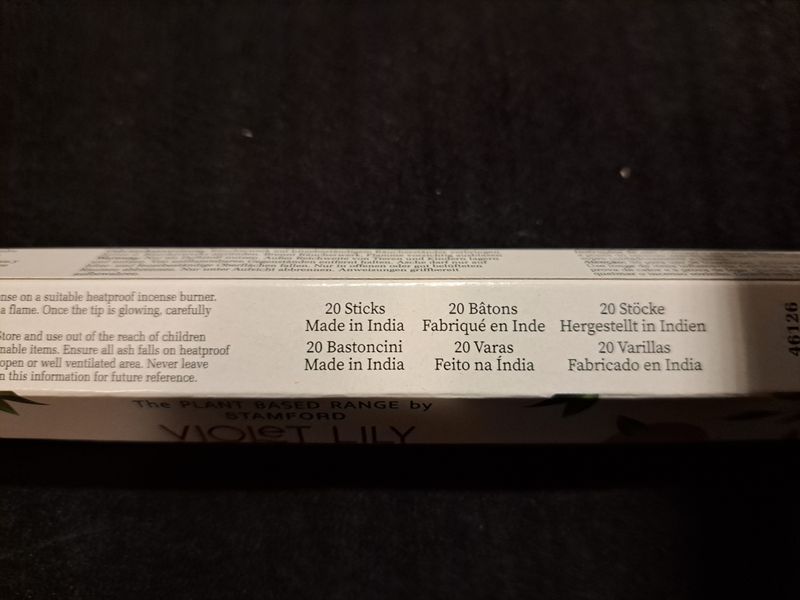 nse on a suitable heatproof incense burner.
a flame. Once the tip is glowing, carefully
Store and use out of the reach of children
nable items. Ensure all ash falls on heatproof
open or well ventilated area. Never leave
n this information for future reference.
20 Sticks
Made in India
20 Bâtons
Fabriqué en Inde
20 Stöcke
Hergestellt in Indien
20 Bastoncini
Made in India
20 Varas
Feito na Índia
20 Varillas
Fabricado en India
46126
The PLANT BASED RANGE by
STAMFORD
VIOLET LILY